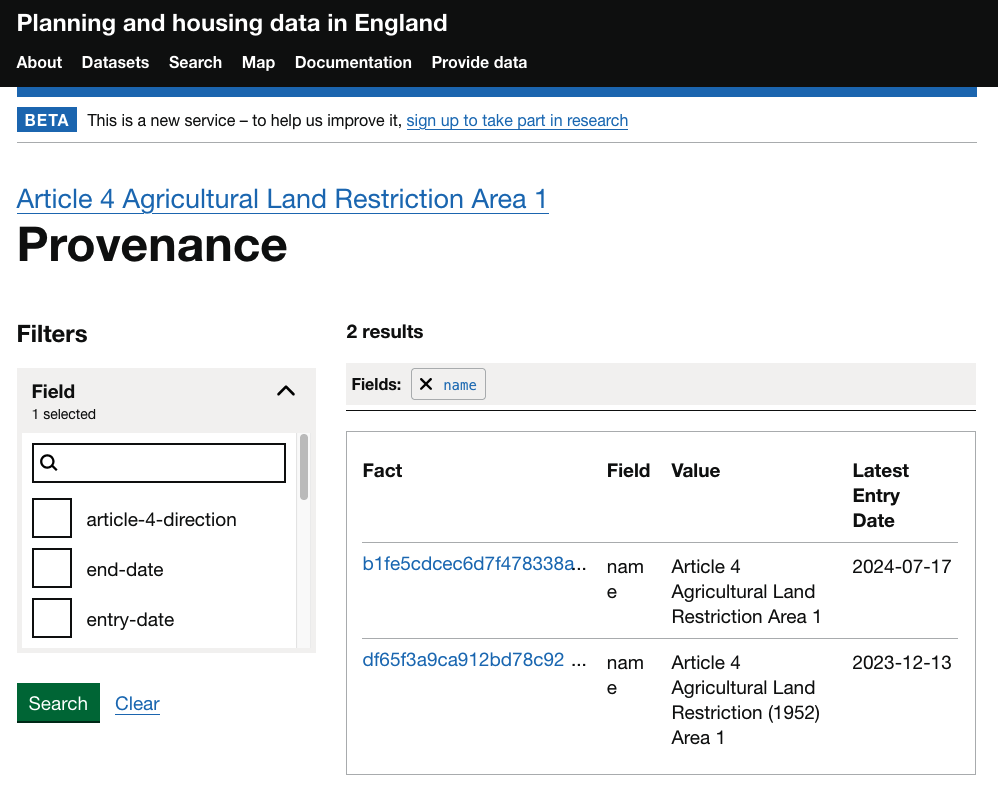 Planning and housing data in England
About Datasets Search Map Documentation Provide data
BETA This is a new service – to help us improve it, sign up to take part in research
Article 4 Agricultural Land Restriction Area 1
Provenance
Filters
Field
1 selected
article-4-direction
end-date
entry-date
Search Clear
2 results
Fields: name
Fact Field Value Latest
Entry
Date
b1fe5cdcec6d7f478338a... nam Article 4 2024-07-17
e Agricultural Land
Restriction Area 1
df65f3a9ca912bd78c92 ... nam Article 4 2023-12-13
e Agricultural Land
Restriction (1952)
Area 1